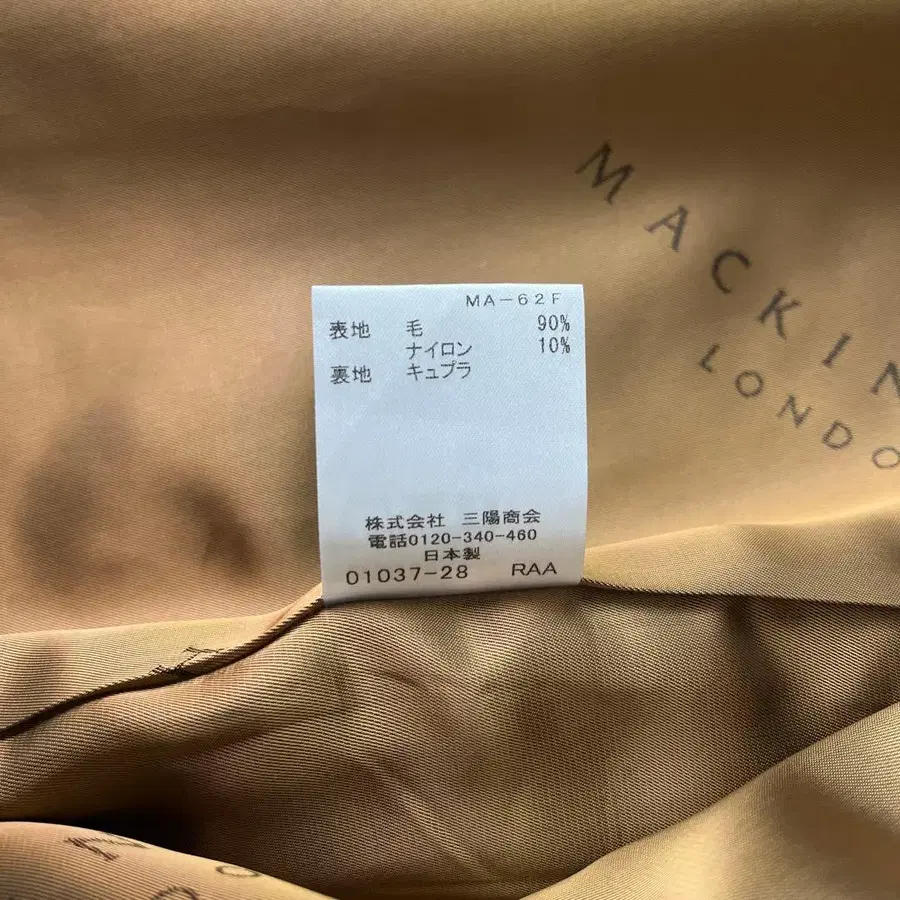 MACKIN
LONDO
MA-62F
表地 毛 90%
ナイロン 10%
裏地 キュプラ
株式会社 三陽商会
電話0120-340-460
日本製
01037-28 RAA